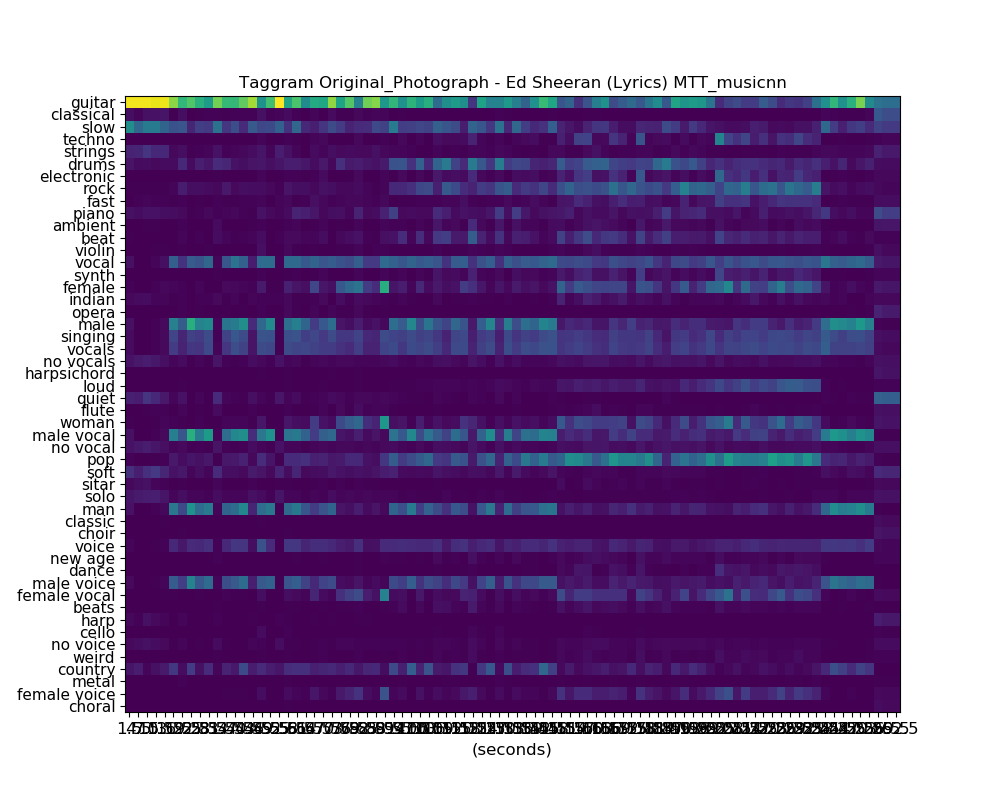 Taggram Original_Photograph - Ed Sheeran (Lyrics) MTT_musicnn
guitar
classical
slow
techno
strings
drums
electronic
rock
fast
piano
ambient
beat
violin
vocal
synth
female
indian
opera
male
singing
vocals
no vocals
harpsichord
loud
quiet
flute
woman
male vocal
no vocal
pop
soft
sitar
solo
man
classic
choir
voice
new age
dance
male voice
female vocal
beats
harp
cello
no voice
weird
country
metal
female voice
choral
(seconds)